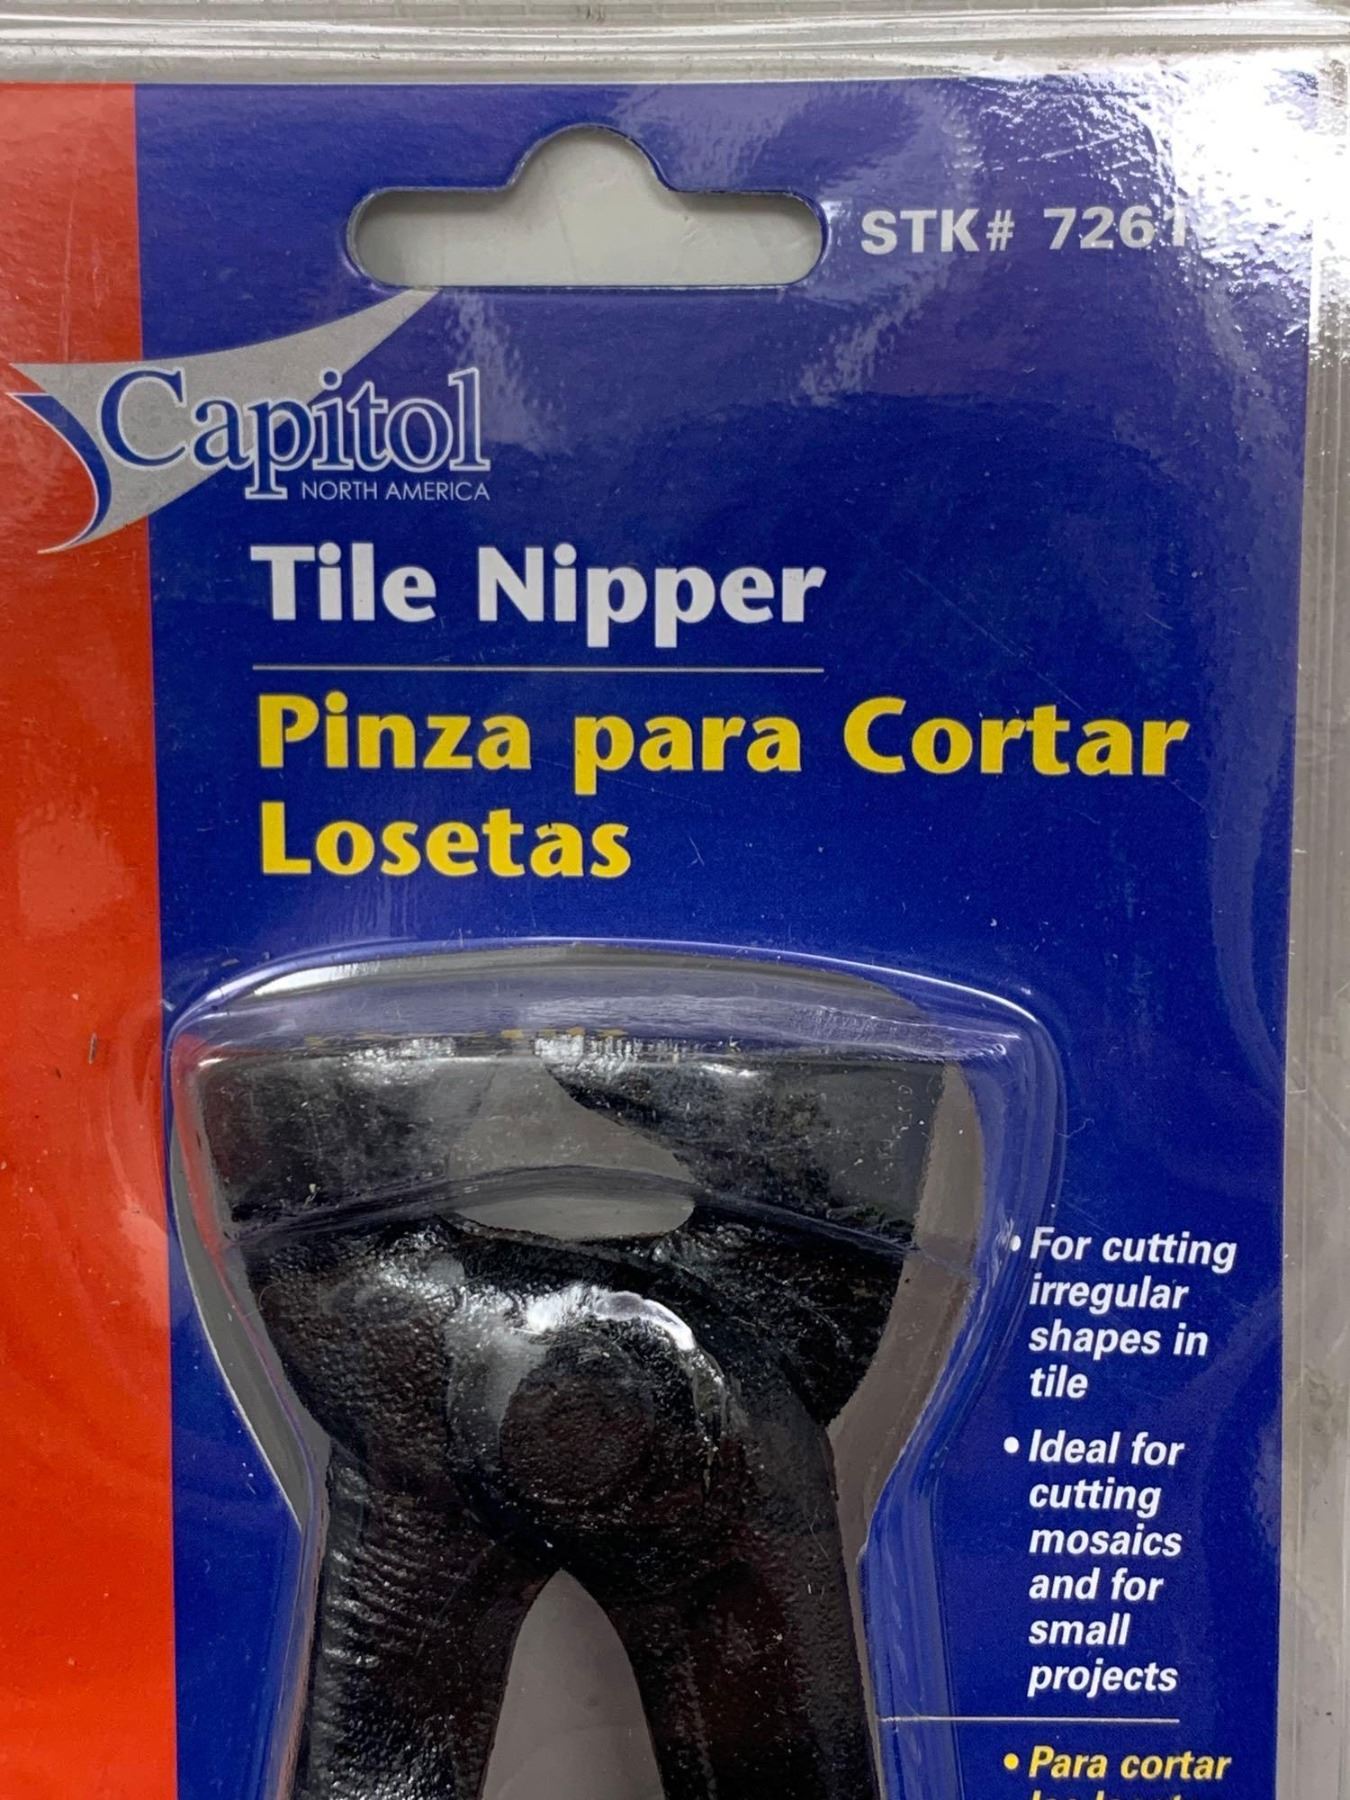 STK# 7261
Capitol
NORTH AMERICA
Tile Nipper
Pinza para Cortar
Losetas
• For cutting
irregular
shapes in
tile
• Ideal for
cutting
mosaics
and for
small
projects
• Para cortar